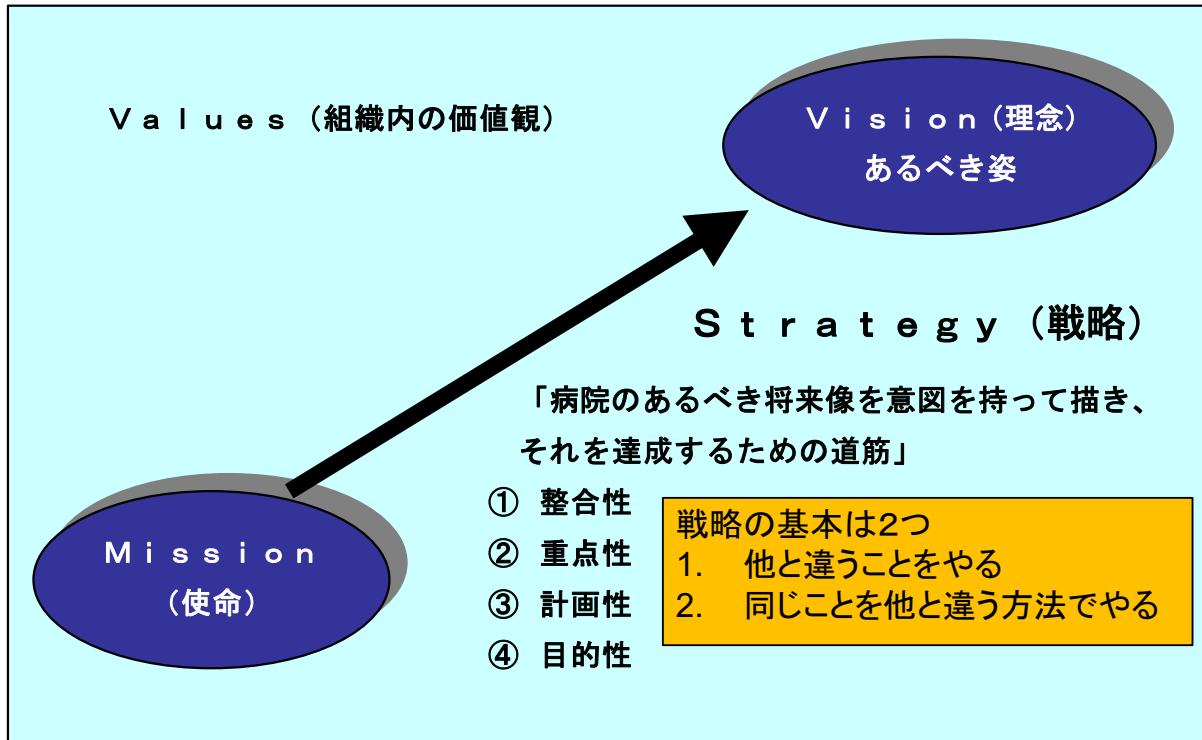 Ｖａｌｕｅｓ（組織内の価値観）
Ｖｉｓｉｏｎ（理念）
あるべき姿
Ｓｔｒａｔｅｇｙ（戦略）
「病院のあるべき将来像を意図を持って描き、
それを達成するための道筋」
① 整合性
② 重点性
③ 計画性
④ 目的性
戦略の基本は２つ
1. 他と違うことをやる
2. 同じことを他と違う方法でやる
Ｍｉｓｓｉｏｎ
（使命）